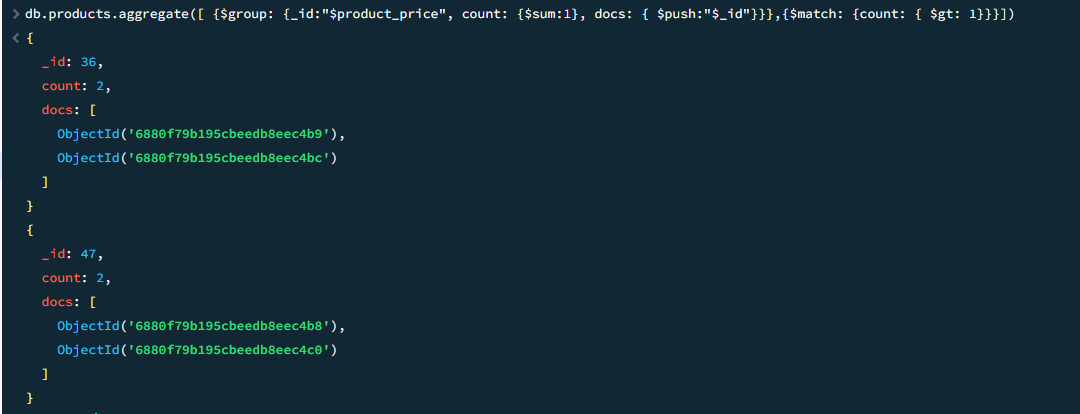 > db.products.aggregate([ {$group: {_id:"$product_price", count: {$sum:1}, docs: { $push:"$_id"}}},{$match: {count: { $gt: 1}}}])
< {
_id: 36,
count: 2,
docs: [
ObjectId('6880f79b195cbeedb8eec4b9'),
ObjectId('6880f79b195cbeedb8eec4bc')
]
}
{
_id: 47,
count: 2,
docs: [
ObjectId('6880f79b195cbeedb8eec4b8'),
ObjectId('6880f79b195cbeedb8eec4c0')
]
}